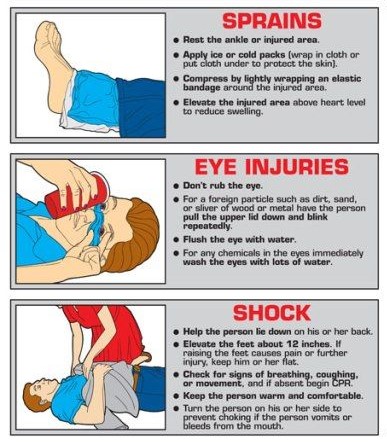 SPRAINS
● Rest the ankle or injured area.
● Apply ice or cold packs (wrap in cloth or
put cloth under to protect the skin).
● Compress by lightly wrapping an elastic
bandage around the injured area.
● Elevate the injured area above heart level
to reduce swelling.
EYE INJURIES
● Don't rub the eye.
● For a foreign particle such as dirt, sand,
or sliver of wood or metal have the person
pull the upper lid down and blink
repeatedly.
● Flush the eye with water.
● For any chemicals in the eyes immediately
wash the eyes with lots of water.
SHOCK
● Help the person lie down on his or her back.
● Elevate the feet about 12 inches. If
raising the feet causes pain or further
injury, keep him or her flat.
● Check for signs of breathing, coughing,
or movement, and if absent begin CPR.
● Keep the person warm and comfortable.
● Turn the person on his or her side to
prevent choking if the person vomits or
bleeds from the mouth.